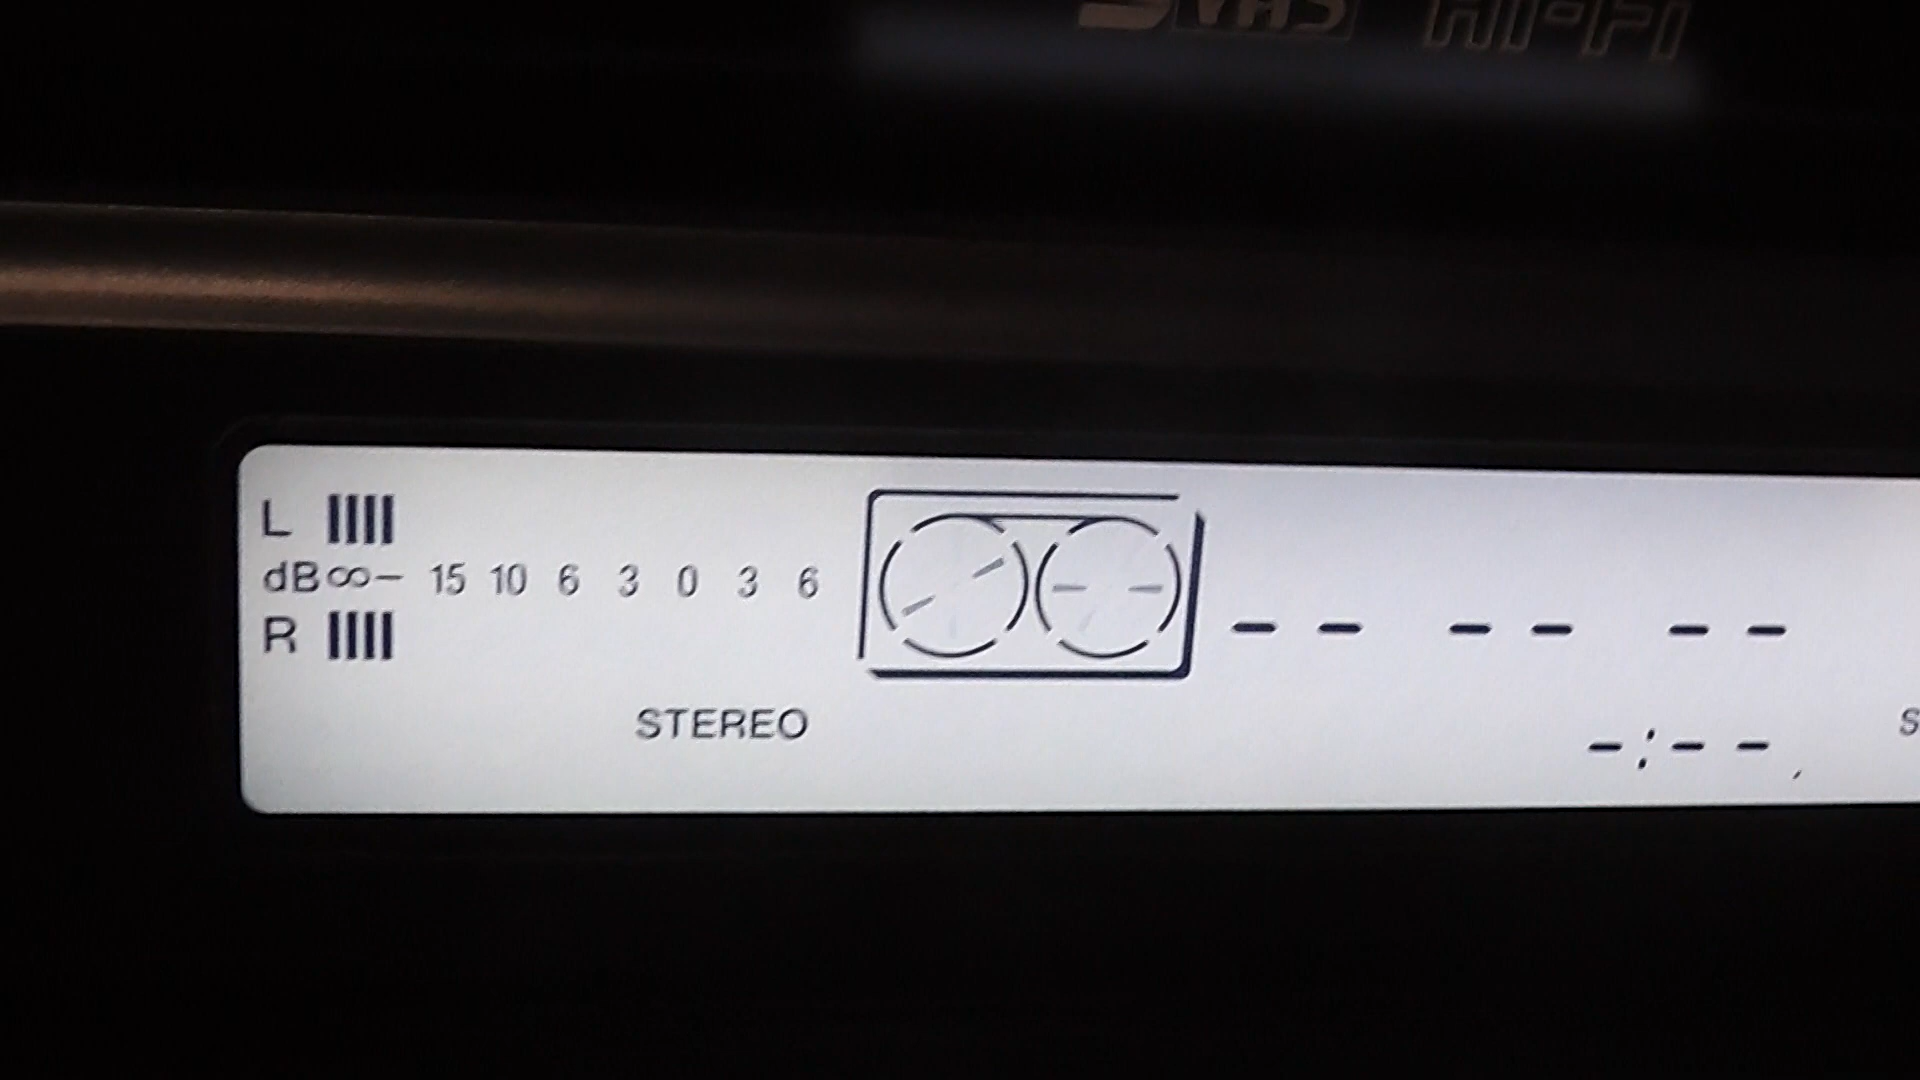 S VHS HI-FI
L
dB ∞− 15 10 6 3 0 3 6
R
-- -- --
STEREO
-:-- S